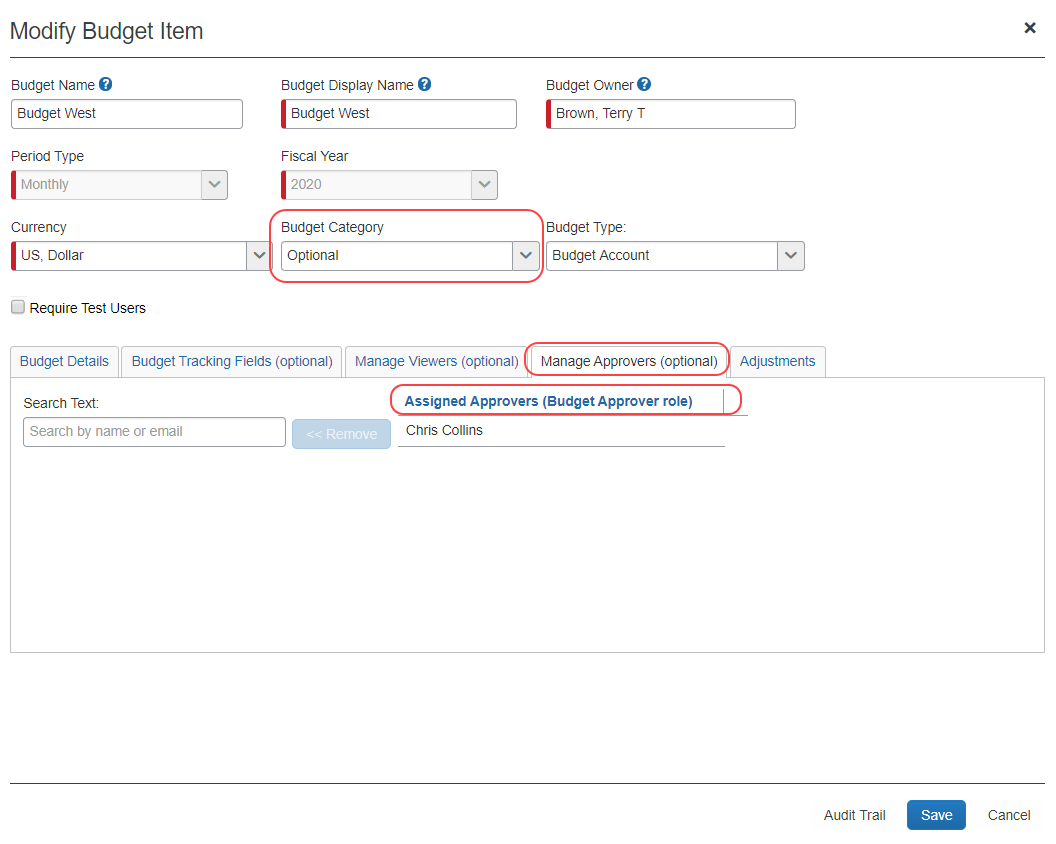 Modify Budget Item ×
Budget Name ? Budget Display Name ? Budget Owner ?
Budget West Budget West Brown, Terry T
Period Type Fiscal Year
Monthly 2020
Currency Budget Category Budget Type:
US, Dollar Optional Budget Account
Require Test Users
Budget Details Budget Tracking Fields (optional) Manage Viewers (optional) Manage Approvers (optional) Adjustments
Search Text: Assigned Approvers (Budget Approver role)
Search by name or email << Remove Chris Collins
Audit Trail Save Cancel